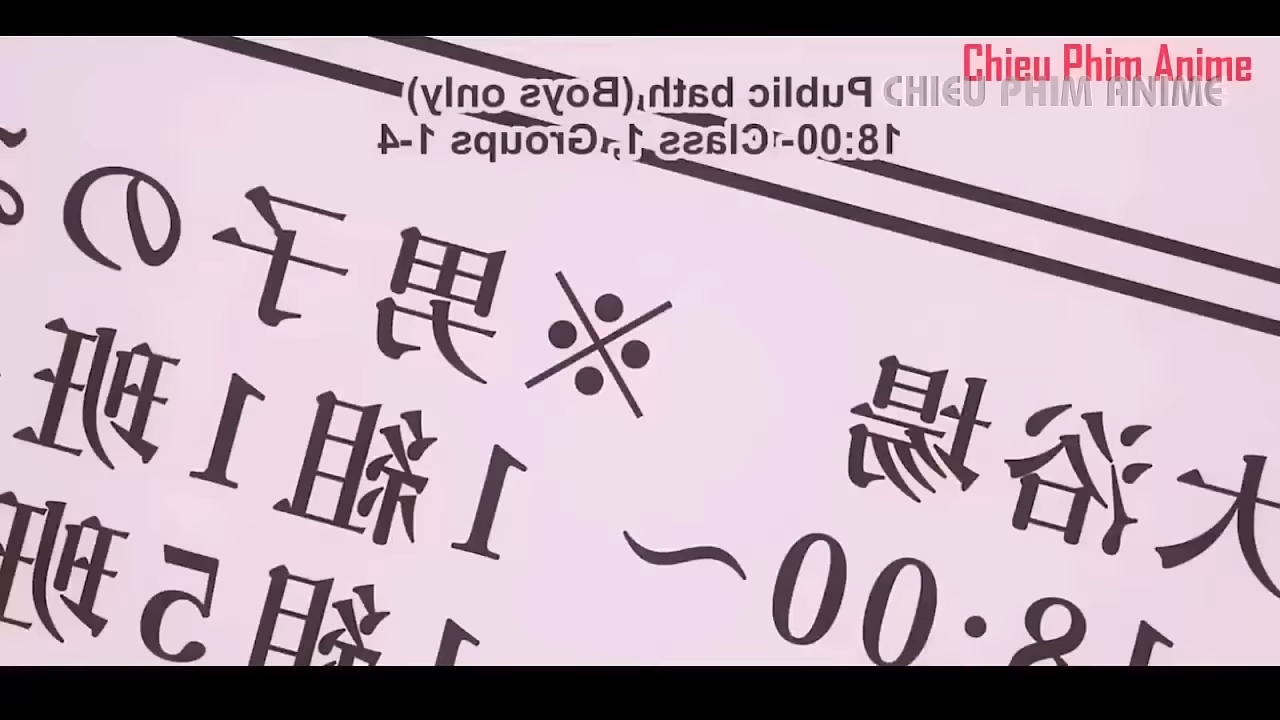 Chieu Phim Anime
CHIEU PHIM ANIME
Public bath (Boys only)
18:00- Class 1, Groups 1-4
大浴場
※男子の
18:00~
1組1班
1組5班